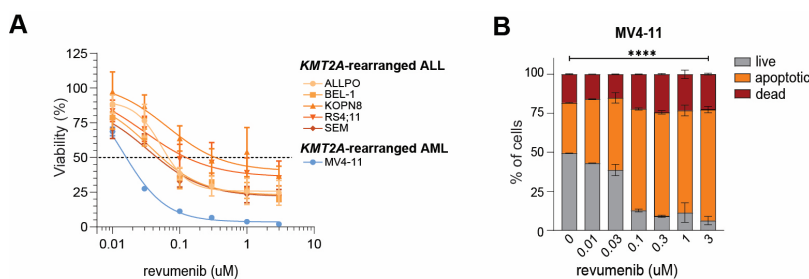 A
Viability (%)
125
100
75
50
25
0
0.01
0.1
1
10
revumenib (uM)
KMT2A-rearranged ALL
ALLPO
BEL-1
KOPN8
RS4;11
SEM
KMT2A-rearranged AML
MV4-11
B
MV4-11
****
% of cells
100
75
50
25
0
0
0.01
0.03
0.1
0.3
1
3
revumenib (uM)
live
apoptotic
dead